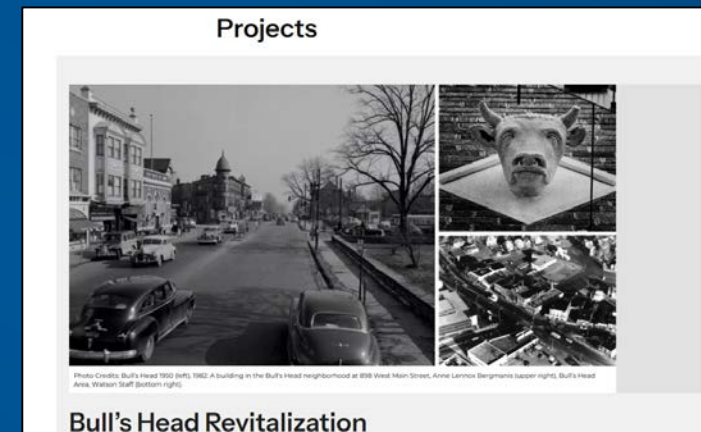 Projects
Photo Credits: Bull's Head 1950 (left), 1982: A building in the Bull's Head neighborhood at 898 West Main Street, Anne Lennox Bergmanis (upper right), Bull's Head
Area, Watson Staff (bottom right).
Bull's Head Revitalization